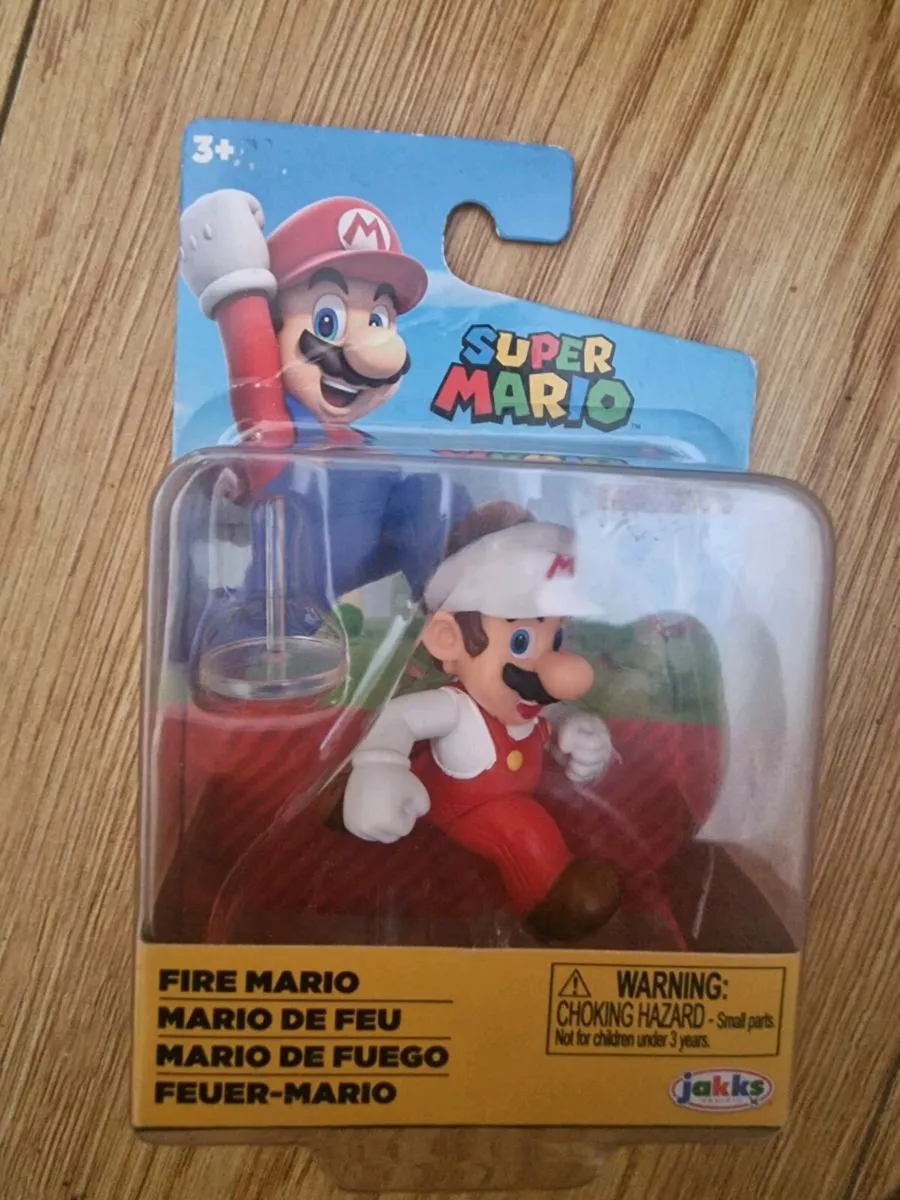 3+
M
SUPER
MARIO
TM
M
FIRE MARIO
MARIO DE FEU
MARIO DE FUEGO
FEUER-MARIO
WARNING:
CHOKING HAZARD - Small parts.
Not for children under 3 years.
jakks